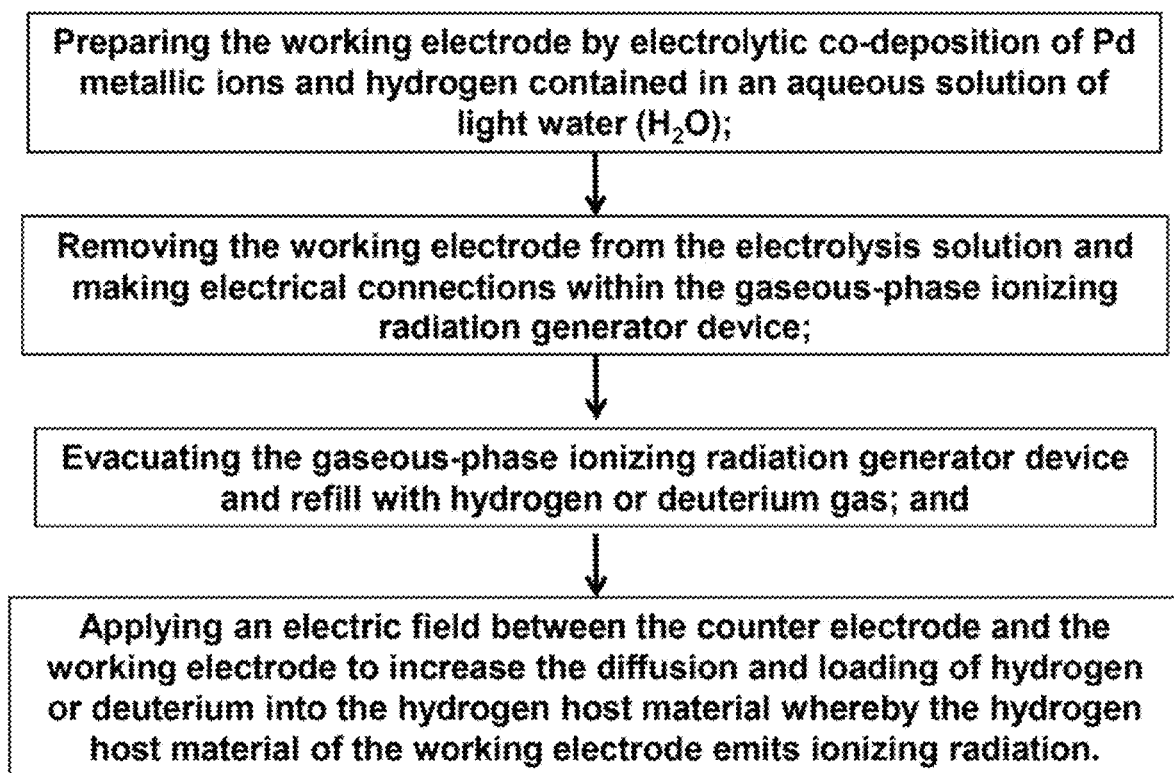 Preparing the working electrode by electrolytic co-deposition of Pd
metallic ions and hydrogen contained in an aqueous solution of
light water (H₂O);
Removing the working electrode from the electrolysis solution and
making electrical connections within the gaseous-phase ionizing
radiation generator device;
Evacuating the gaseous-phase ionizing radiation generator device
and refill with hydrogen or deuterium gas; and
Applying an electric field between the counter electrode and the
working electrode to increase the diffusion and loading of hydrogen
or deuterium into the hydrogen host material whereby the hydrogen
host material of the working electrode emits ionizing radiation.